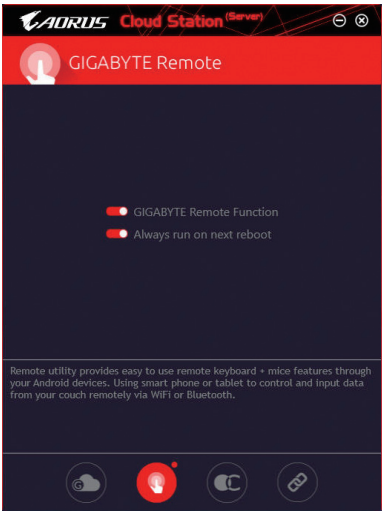 AORUS Cloud Station (Server)
GIGABYTE Remote
GIGABYTE Remote Function
Always run on next reboot
Remote utility provides easy to use remote keyboard + mice features through
your Android devices. Using smart phone or tablet to control and input data
from your couch remotely via WiFi or Bluetooth.
G